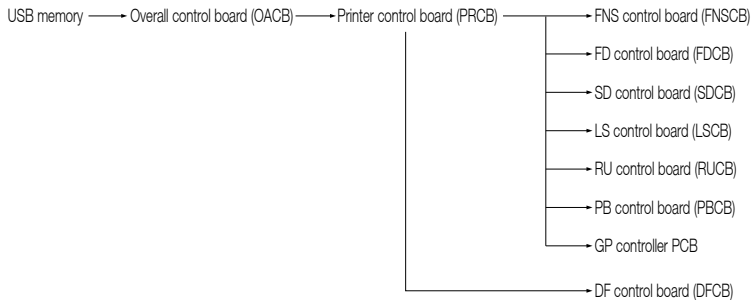 USB memory Overall control board (OACB) Printer control board (PRCB) FNS control board (FNSCB)
FD control board (FDCB)
SD control board (SDCB)
LS control board (LSCB)
RU control board (RUCB)
PB control board (PBCB)
GP controller PCB
DF control board (DFCB)